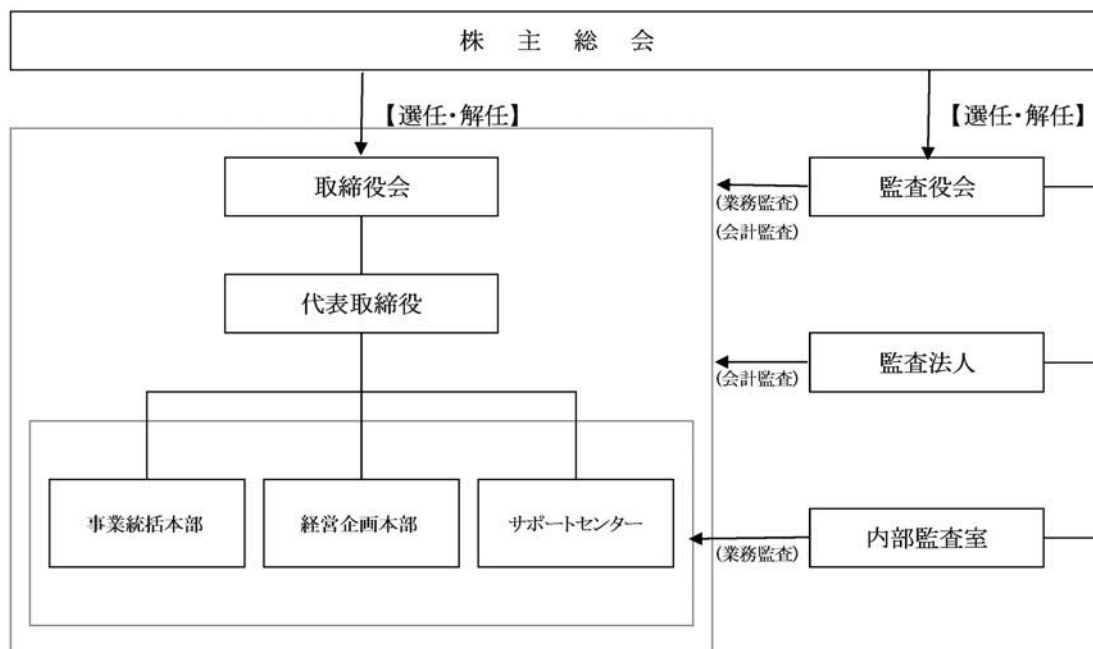 株 主 総 会
【選任・解任】
【選任・解任】
取締役会
監査役会
(業務監査)
(会計監査)
代表取締役
監査法人
(会計監査)
事業統括本部
経営企画本部
サポートセンター
内部監査室
(業務監査)